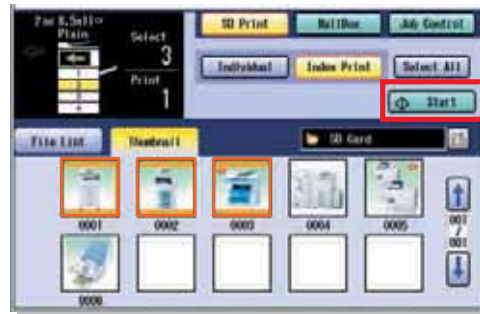 Plain
Select
3
Print
1
SD Print
MailBox
Job Control
Individual
Index Print
Select All
Start
File List
Thumbnail
SD Card
0001
0002
0003
0004
0005
001
/
001
0006